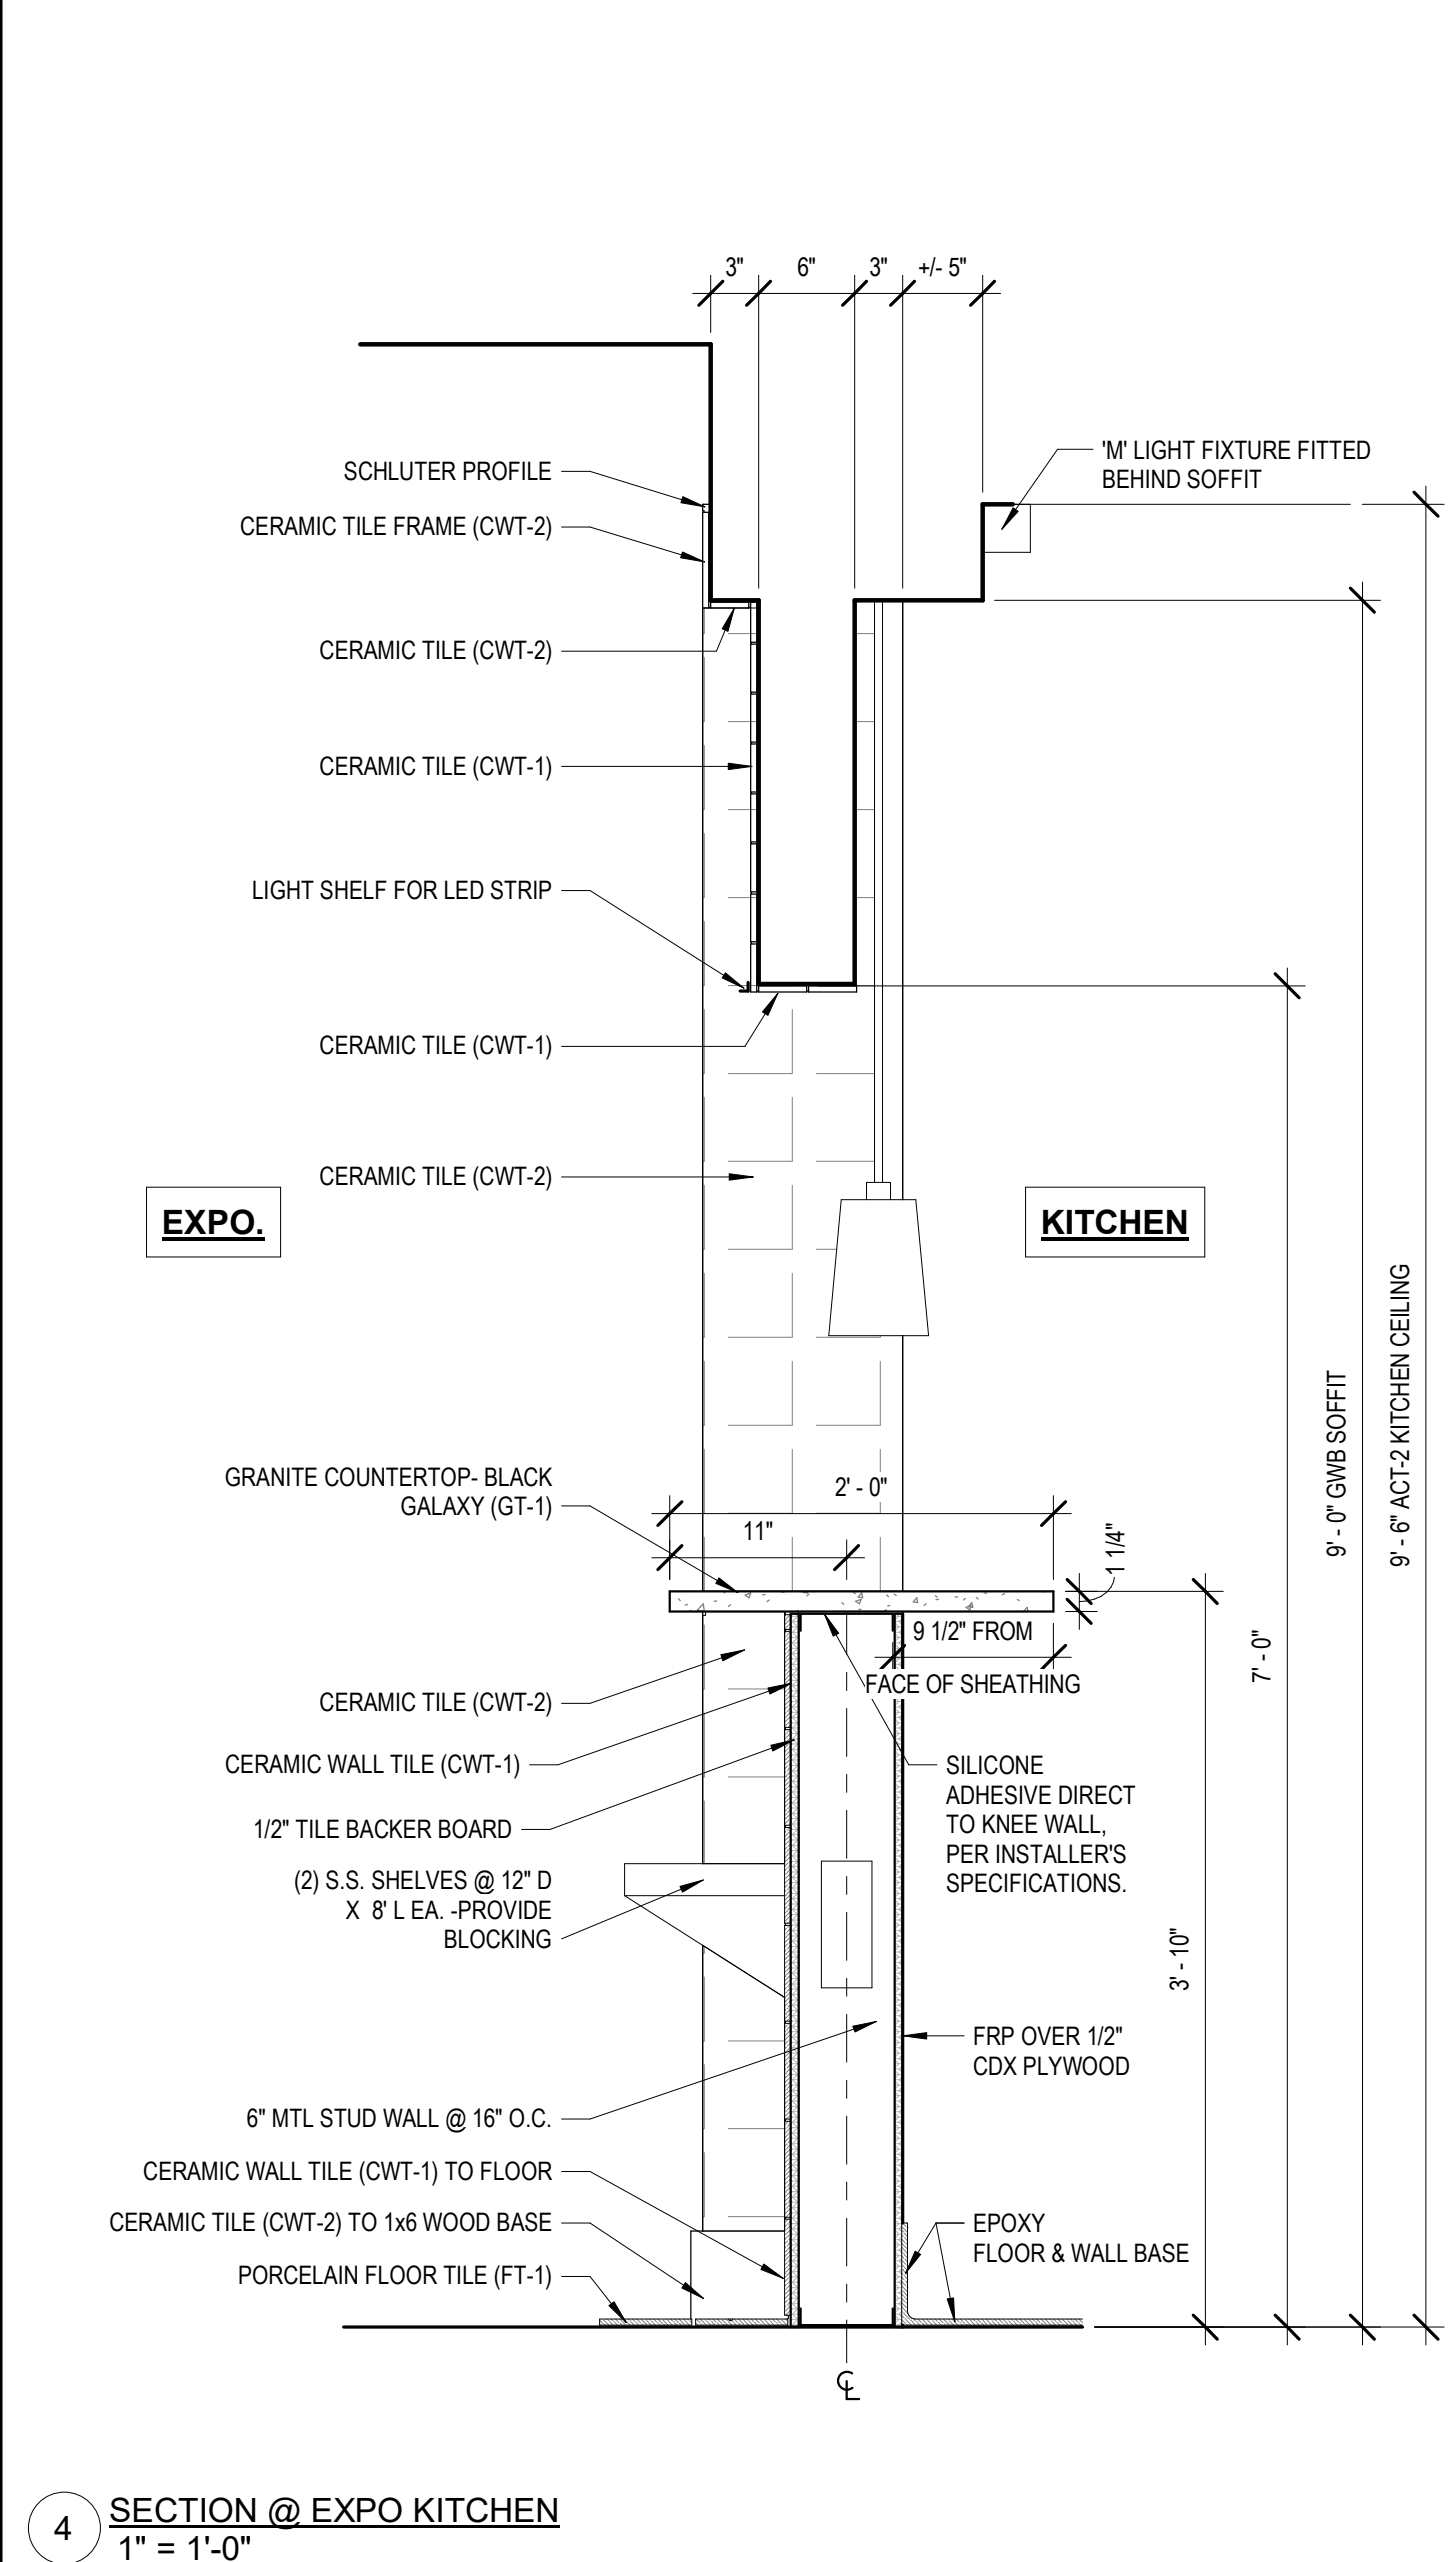 3"
6"
3"
+/- 5"
'M' LIGHT FIXTURE FITTED
BEHIND SOFFIT
SCHLUTER PROFILE
CERAMIC TILE FRAME (CWT-2)
CERAMIC TILE (CWT-2)
CERAMIC TILE (CWT-1)
LIGHT SHELF FOR LED STRIP
CERAMIC TILE (CWT-1)
CERAMIC TILE (CWT-2)
EXPO.
KITCHEN
9' - 0" GWB SOFFIT
9' - 6" ACT-2 KITCHEN CEILING
GRANITE COUNTERTOP- BLACK
GALAXY (GT-1)
2' - 0"
11"
1 1/4"
9 1/2" FROM
FACE OF SHEATHING
7' - 0"
CERAMIC TILE (CWT-2)
CERAMIC WALL TILE (CWT-1)
1/2" TILE BACKER BOARD
SILICONE
ADHESIVE DIRECT
TO KNEE WALL,
PER INSTALLER'S
SPECIFICATIONS.
(2) S.S. SHELVES @ 12" D
X 8' L EA. -PROVIDE
BLOCKING
3' - 10"
FRP OVER 1/2"
CDX PLYWOOD
6" MTL STUD WALL @ 16" O.C.
CERAMIC WALL TILE (CWT-1) TO FLOOR
CERAMIC TILE (CWT-2) TO 1x6 WOOD BASE
PORCELAIN FLOOR TILE (FT-1)
EPOXY
FLOOR & WALL BASE
℄
4
SECTION @ EXPO KITCHEN
1" = 1'-0"